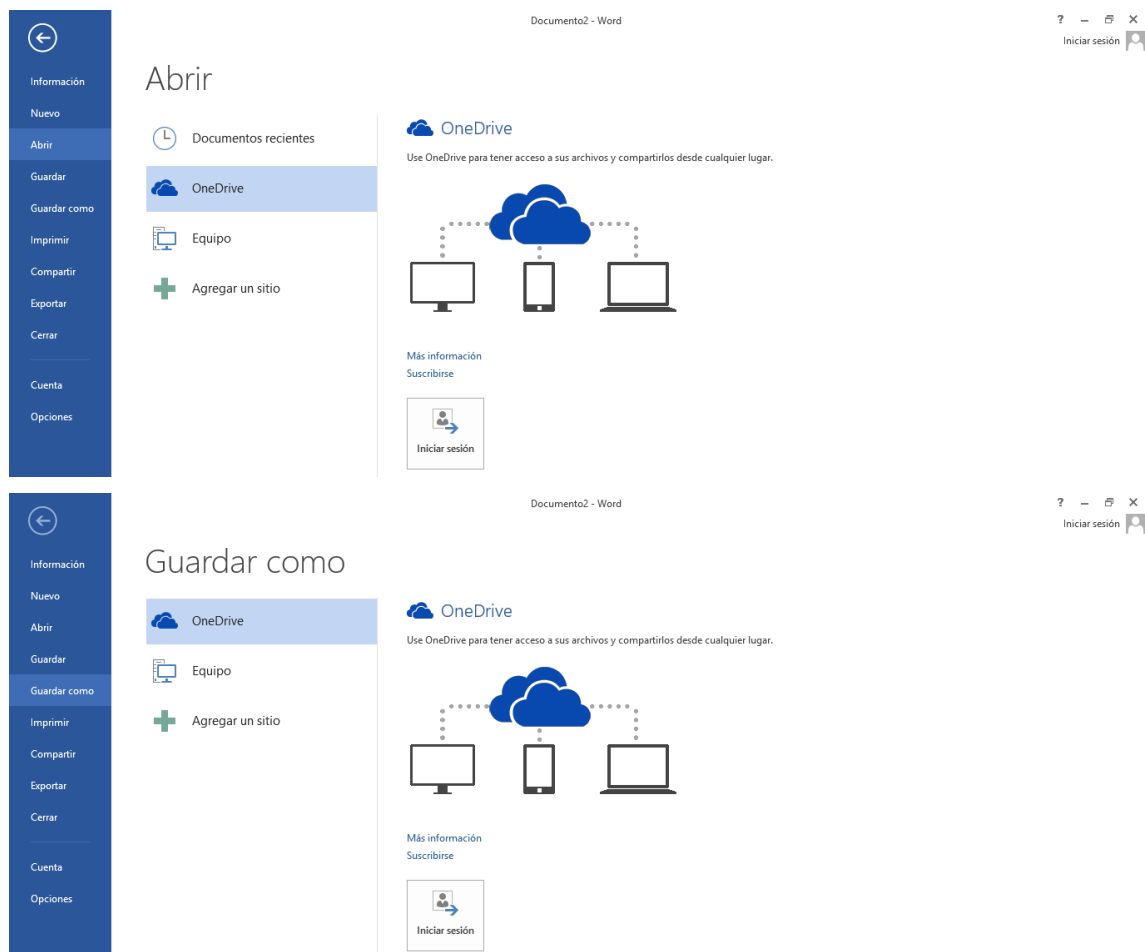 Documento2 - Word
?
Iniciar sesión
Información
Nuevo
Abrir
Guardar
Guardar como
Imprimir
Compartir
Exportar
Cerrar
Cuenta
Opciones
Abrir
Documentos recientes
OneDrive
Equipo
Agregar un sitio
OneDrive
Use OneDrive para tener acceso a sus archivos y compartirlos desde cualquier lugar.
Más información
Suscribirse
Iniciar sesión
Documento2 - Word
?
Iniciar sesión
Información
Nuevo
Abrir
Guardar
Guardar como
Imprimir
Compartir
Exportar
Cerrar
Cuenta
Opciones
Guardar como
OneDrive
Equipo
Agregar un sitio
OneDrive
Use OneDrive para tener acceso a sus archivos y compartirlos desde cualquier lugar.
Más información
Suscribirse
Iniciar sesión